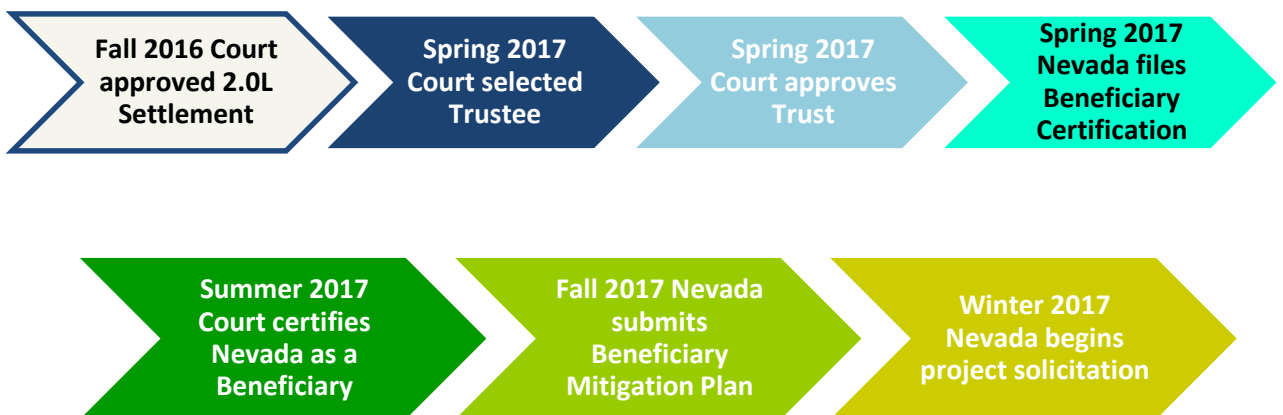 Fall 2016 Court
approved 2.0L
Settlement
Spring 2017
Court selected
Trustee
Spring 2017
Court approves
Trust
Spring 2017
Nevada files
Beneficiary
Certification
Summer 2017
Court certifies
Nevada as a
Beneficiary
Fall 2017 Nevada
submits
Beneficiary
Mitigation Plan
Winter 2017
Nevada begins
project solicitation